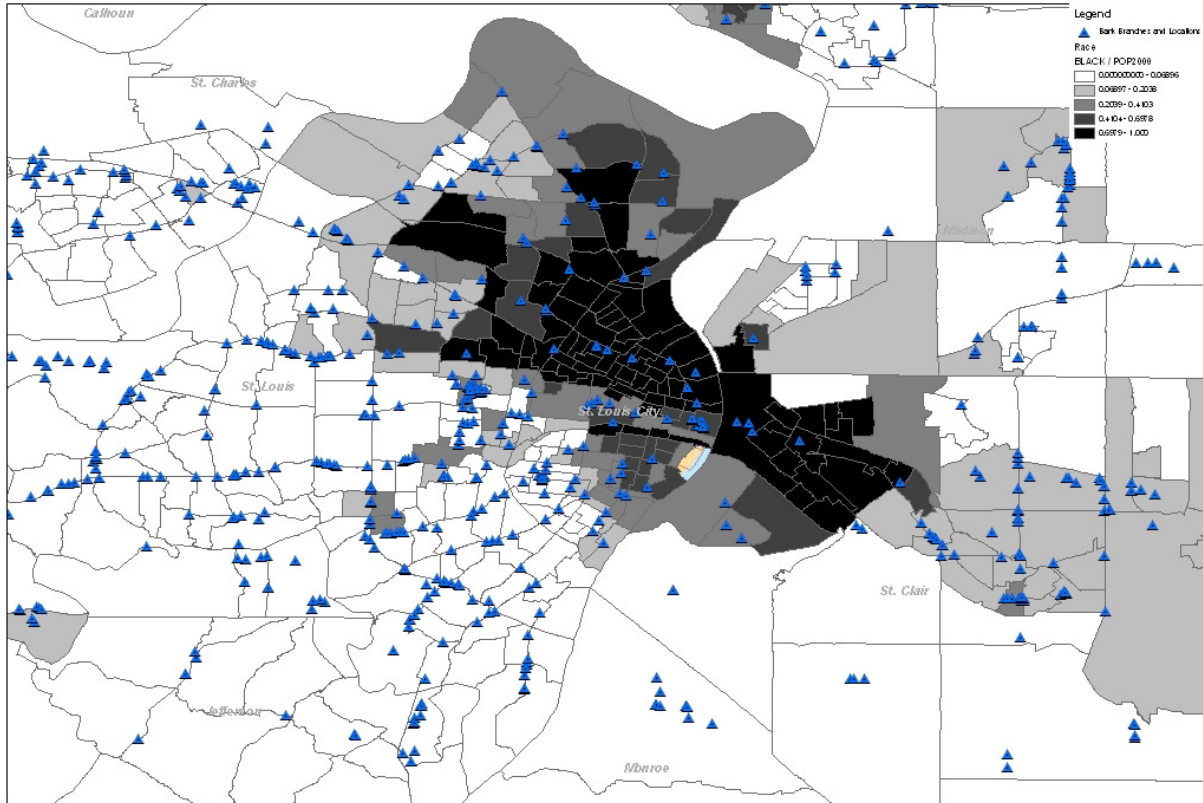 Calhoun
St. Charles
Legend
Bank Branches and Locations
Race
BLACK / POP2000
0.00000000 - 0.06896
0.06897 - 0.2038
0.2039 - 0.4103
0.4104 - 0.6978
0.6979 - 1.000
Madison
St. Louis
St. Louis City
St. Clair
Jefferson
Monroe